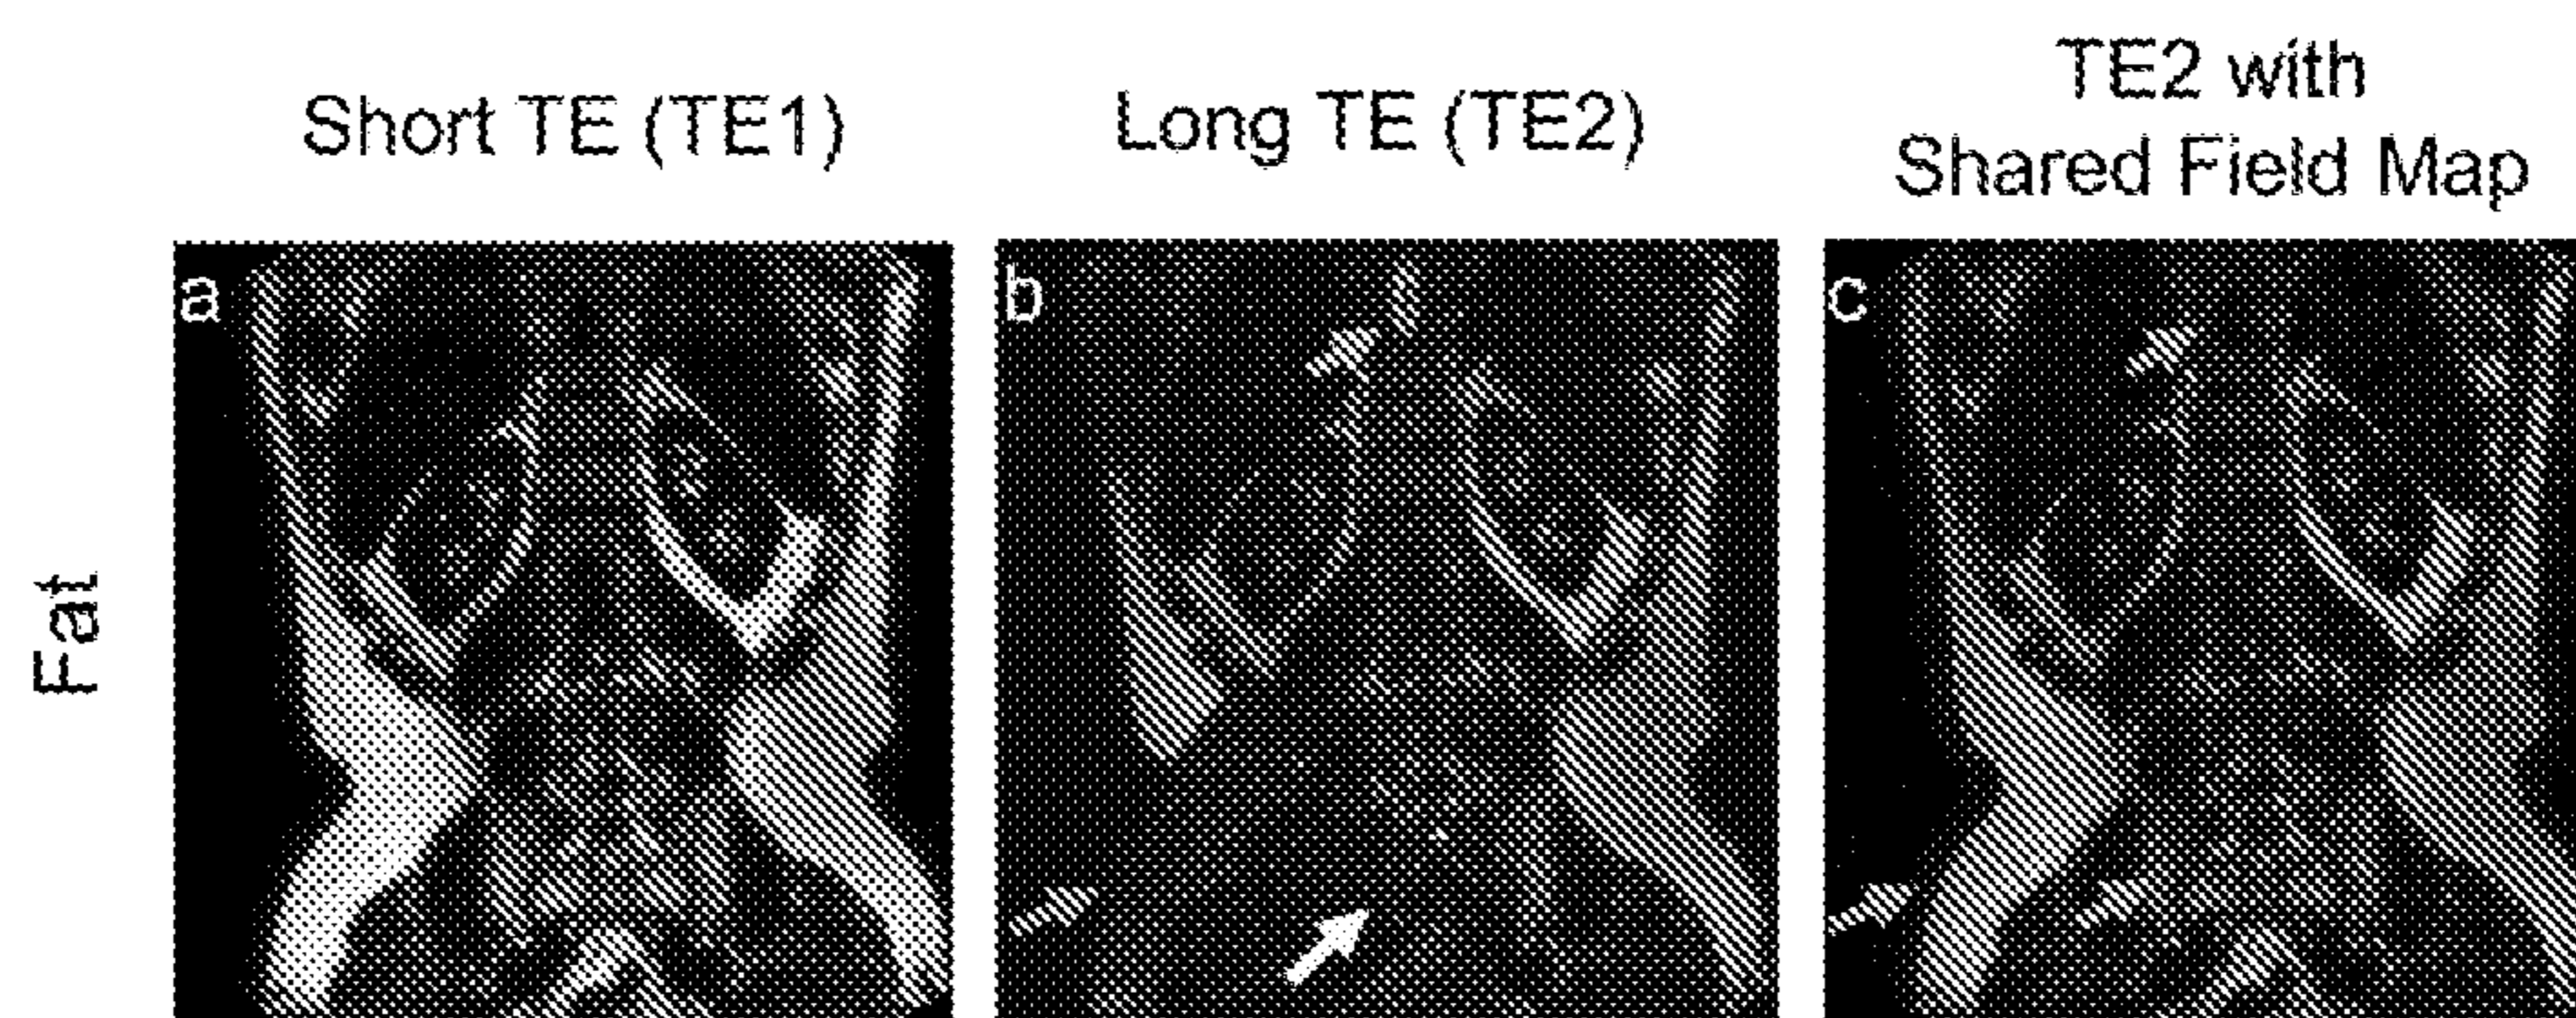 Short TE (TE1)
Long TE (TE2)
TE2 with
Shared Field Map
Fat
a
b
c